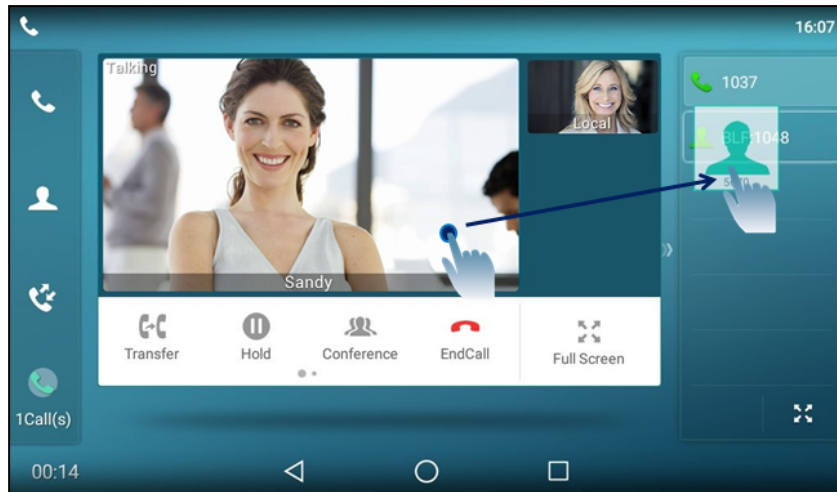 16:07
Talking
Local
Sandy
1037
BLF:1048
Transfer
Hold
Conference
EndCall
Full Screen
1Call(s)
00:14